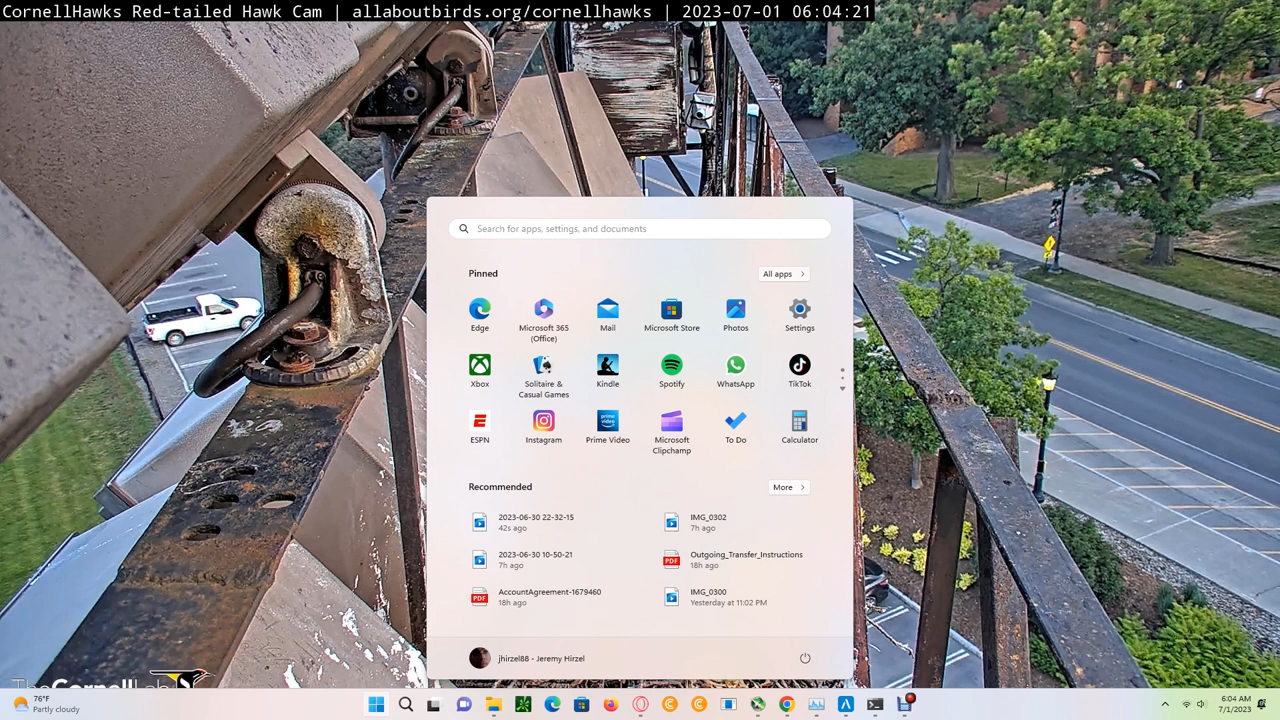 CornellHawks Red-tailed Hawk Cam | allaboutbirds.org/cornellhawks | 2023-07-01 06:04:21
Search for apps, settings, and documents
Pinned
All apps
Edge
Microsoft 365 (Office)
Mail
Microsoft Store
Photos
Settings
Xbox
Solitaire & Casual Games
Kindle
Spotify
WhatsApp
TikTok
ESPN
Instagram
Prime Video
Microsoft Clipchamp
To Do
Calculator
Recommended
More
2023-06-30 22-32-15
42s ago
IMG_0302
7h ago
2023-06-30 10-50-21
7h ago
Outgoing_Transfer_Instructions
18h ago
AccountAgreement-1679460
18h ago
IMG_0300
Yesterday at 11:02 PM
jhirzel88 - Jeremy Hirzel
76°F
Partly cloudy
6:04 AM
7/1/2023